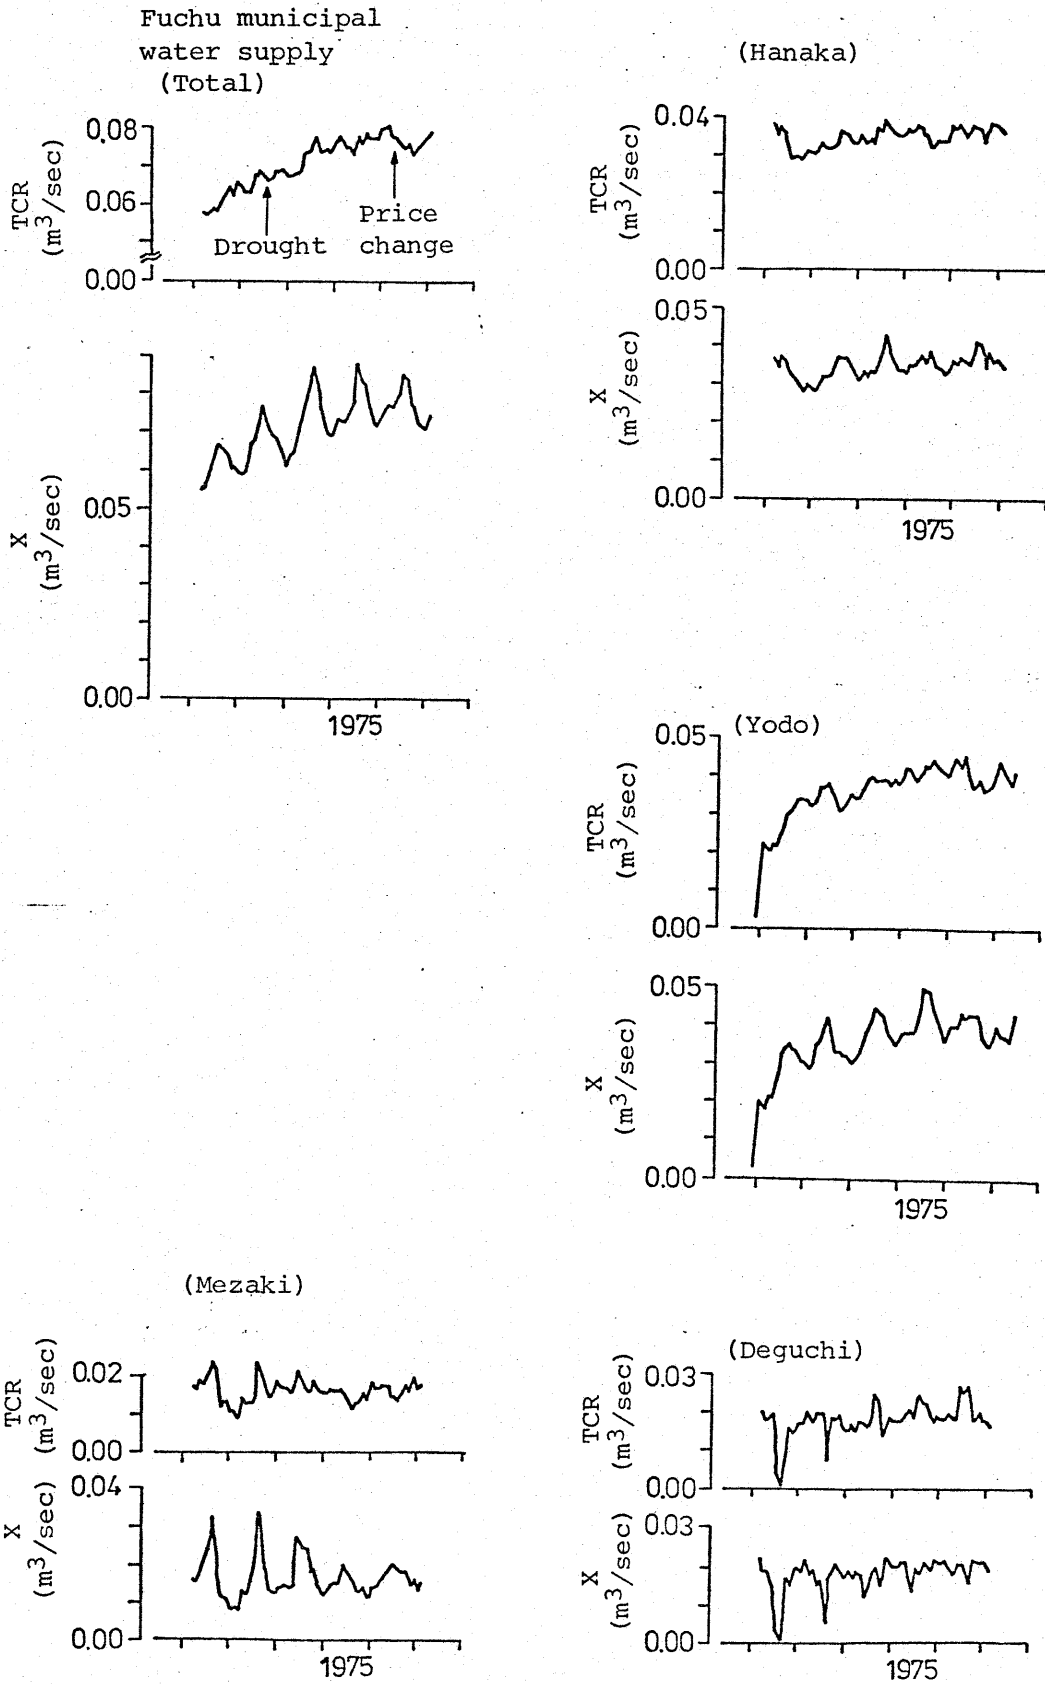 Fuchu municipal
water supply
(Total)
TCR
(m³/sec)
0.08
0.06
0.00
Drought
Price
change
X
(m³/sec)
0.05
0.00
1975
(Hanaka)
TCR
(m³/sec)
0.04
0.00
X
(m³/sec)
0.05
0.00
1975
(Yodo)
TCR
(m³/sec)
0.05
0.00
X
(m³/sec)
0.05
0.00
1975
(Mezaki)
TCR
(m³/sec)
0.02
0.00
X
(m³/sec)
0.04
0.00
1975
(Deguchi)
TCR
(m³/sec)
0.03
0.00
X
(m³/sec)
0.03
0.00
1975